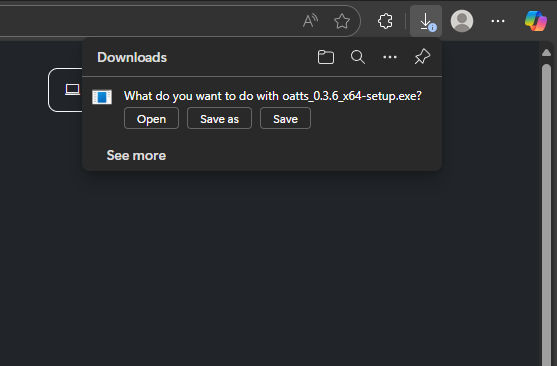 Downloads
What do you want to do with oatts_0.3.6_x64-setup.exe?
Open Save as Save
See more